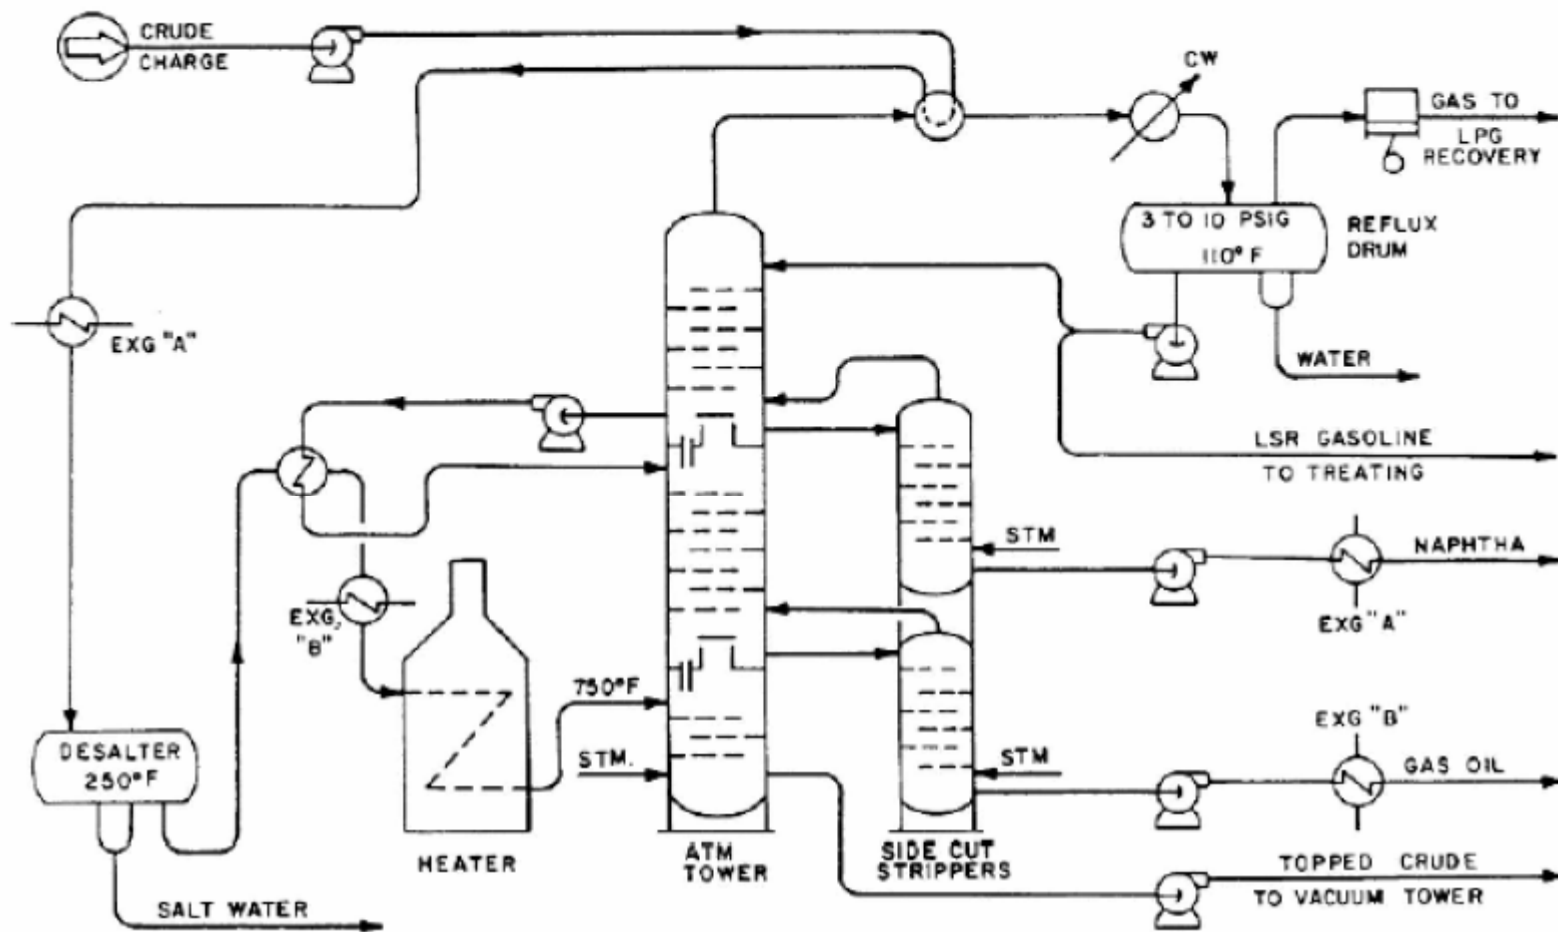 CRUDE
CHARGE
CW
GAS TO
LPG
RECOVERY
3 TO 10 PSIG
110° F
REFLUX
DRUM
EXG "A"
WATER
LSR GASOLINE
TO TREATING
STM
NAPHTHA
EXG "A"
EXG, "B"
750°F
STM.
STM
EXG "B"
GAS OIL
DESALTER
250°F
HEATER
ATM
TOWER
SIDE CUT
STRIPPERS
TOPPED CRUDE
TO VACUUM TOWER
SALT WATER